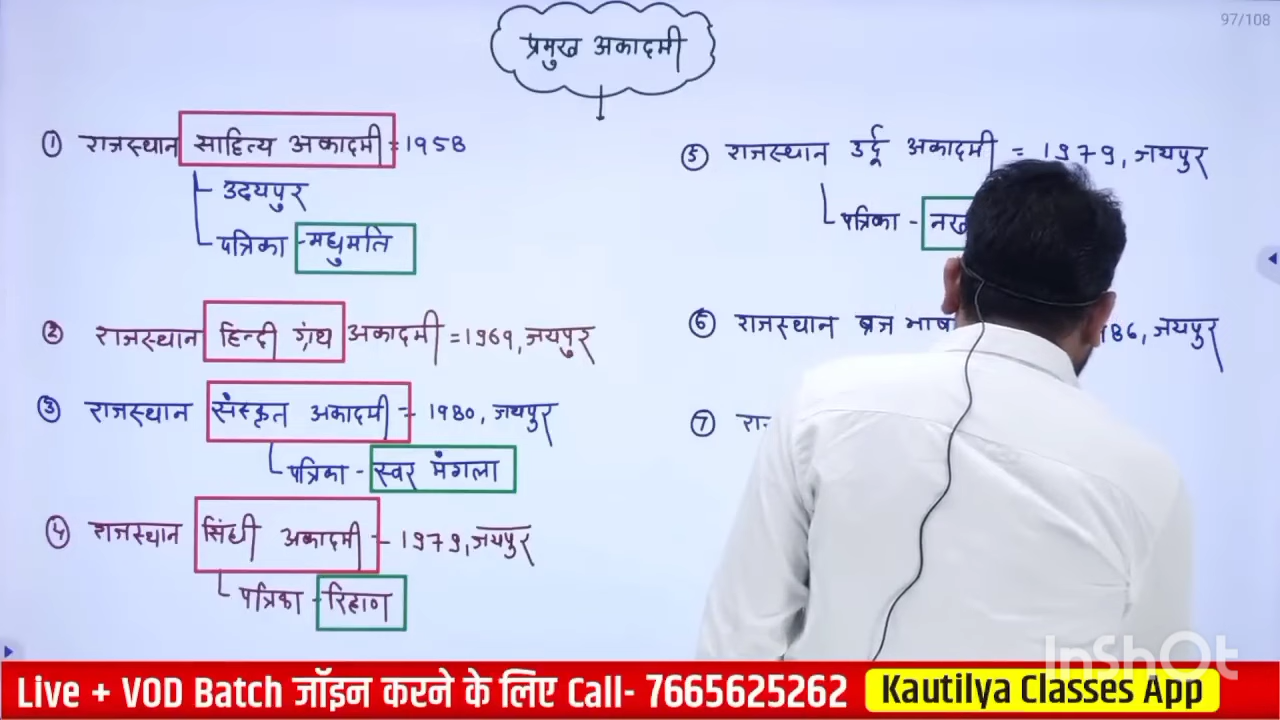 97/108
प्रमुख अकादमी
① राजस्थान साहित्य अकादमी = 1958
उदयपुर
पत्रिका - मधुमति
② राजस्थान हिन्दी ग्रंथ अकादमी = 1969, जयपुर
③ राजस्थान संस्कृत अकादमी - 1980, जयपुर
पत्रिका - स्वर मंगला
④ राजस्थान सिंधी अकादमी - 1979, जयपुर
पत्रिका - रिहाण
⑤ राजस्थान उर्दू अकादमी = 1979, जयपुर
पत्रिका -
⑥ राजस्थान ब्रज जयपुर
⑦
InShOt
Live + VOD Batch जॉइन करने के लिए Call- 7665625262 Kautilya Classes App